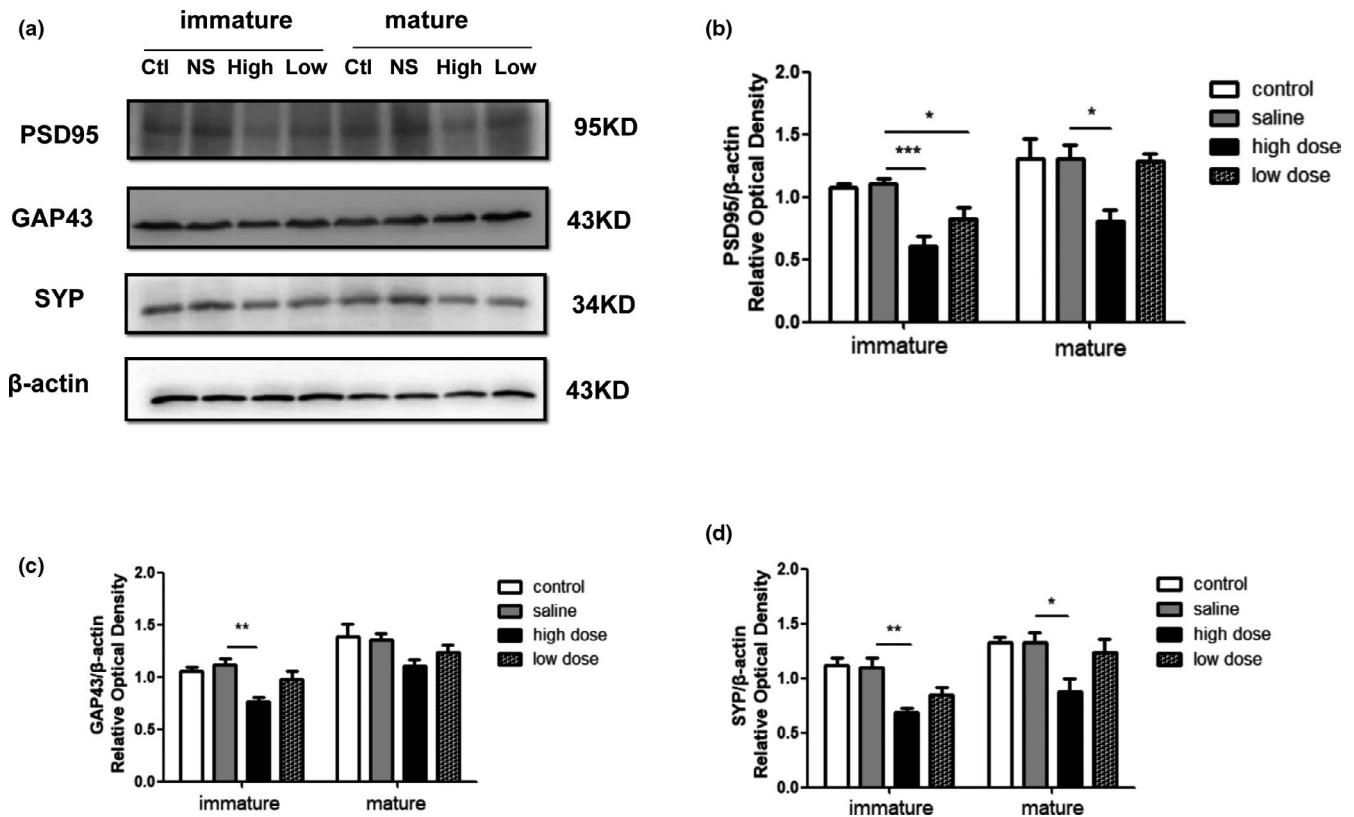 (a)
immature mature
Ctl NS High Low Ctl NS High Low
PSD95 95KD
GAP43 43KD
SYP 34KD
β-actin 43KD
(b)
PSD95/β-actin
Relative Optical Density
2.0
1.5
1.0
0.5
0.0
*
***
*
immature mature
control
saline
high dose
low dose
(c)
GAP43/β-actin
Relative Optical Density
2.0
1.5
1.0
0.5
0.0
**
immature mature
control
saline
high dose
low dose
(d)
SYP/β-actin
Relative Optical Density
2.0
1.5
1.0
0.5
0.0
**
*
immature mature
control
saline
high dose
low dose